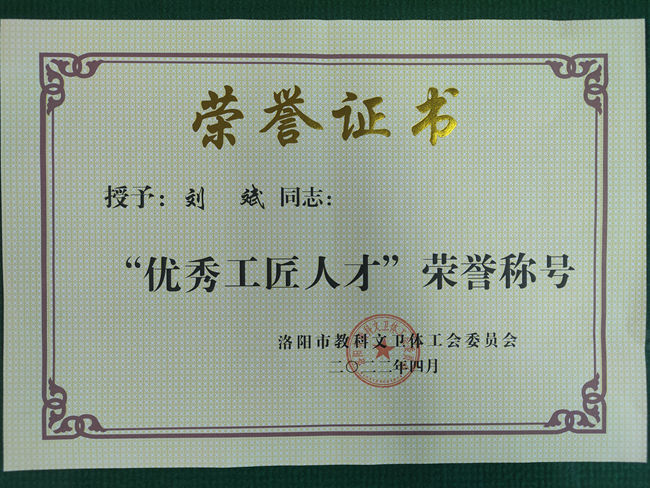 荣誉证书
授予：刘 斌 同志：
“优秀工匠人才”荣誉称号
洛阳市教科文卫体工会委员会
二〇二二年四月